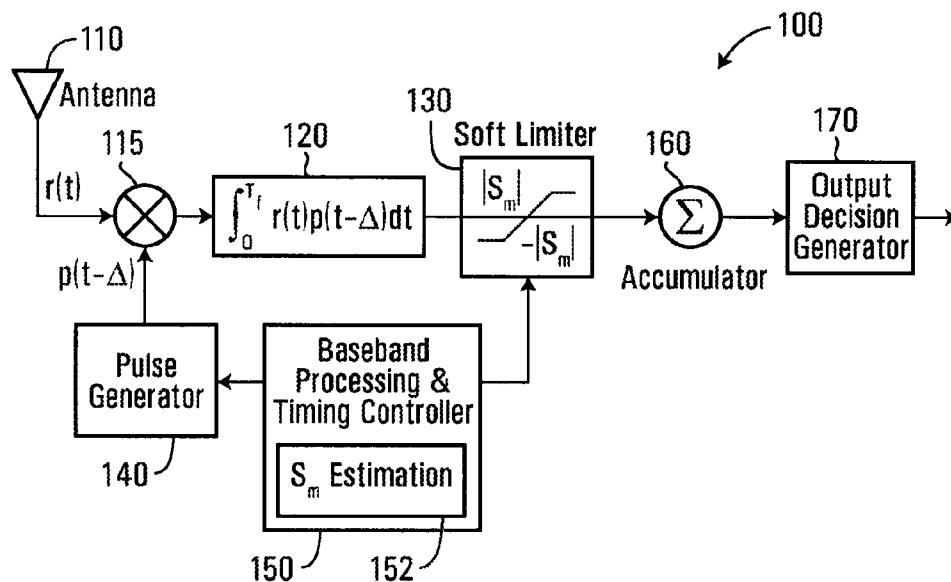 110
100
Antenna
115
120
130
Soft Limiter
160
170
r(t)
∫₀^{T_f} r(t)p(t-Δ)dt
|Sₘ|
-|Sₘ|
Σ
Accumulator
Output
Decision
Generator
p(t-Δ)
Pulse
Generator
140
Baseband
Processing &
Timing Controller
Sₘ Estimation
150
152